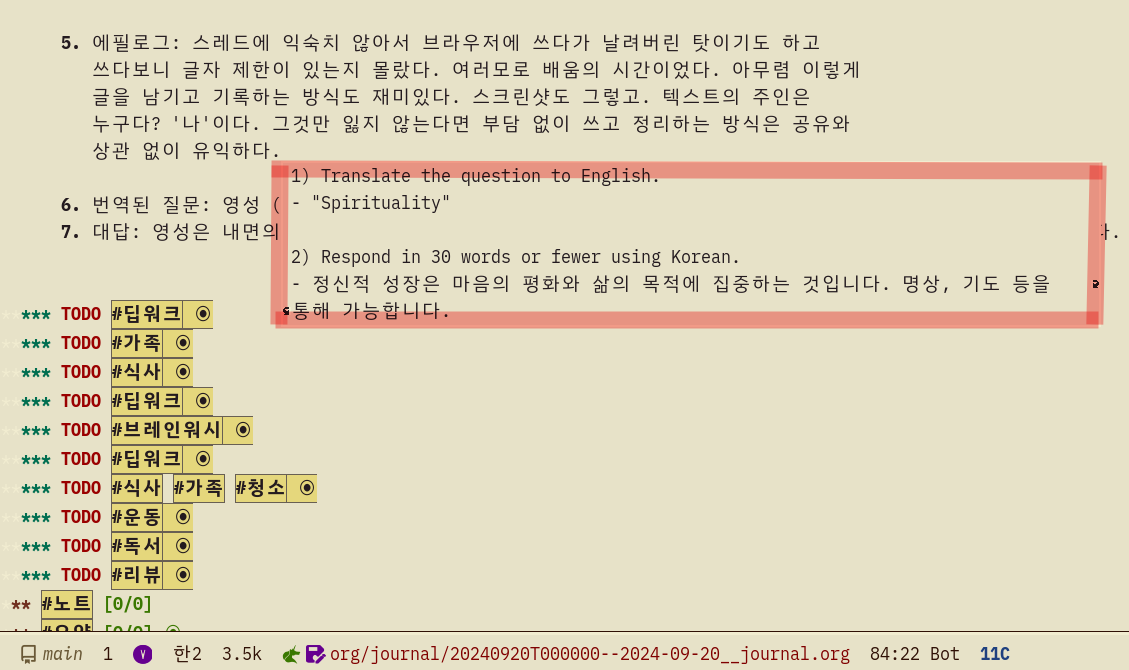 5. 에필로그: 스레드에 익숙치 않아서 브라우저에 쓰다가 날려버린 탓이기도 하고
쓰다보니 글자 제한이 있는지 몰랐다. 여러모로 배움의 시간이었다. 아무렴 이렇게
글을 남기고 기록하는 방식도 재미있다. 스크린샷도 그렇고. 텍스트의 주인은
누구다? '나'이다. 그것만 잃지 않는다면 부담 없이 쓰고 정리하는 방식은 공유와
상관 없이 유익하다.
1) Translate the question to English.
6. 번역된 질문: 영성 (
- "Spirituality"
7. 대답: 영성은 내면의
2) Respond in 30 words or fewer using Korean.
- 정신적 성장은 마음의 평화와 삶의 목적에 집중하는 것입니다. 명상, 기도 등을
통해 가능합니다.
*** TODO #딥워크
*** TODO #가족
*** TODO #식사
*** TODO #딥워크
*** TODO #브레인워시
*** TODO #딥워크
*** TODO #식사 #가족 #청소
*** TODO #운동
*** TODO #독서
*** TODO #리뷰
** #노트 [0/0]
main 1 한2 3.5k org/journal/20240920T000000--2024-09-20__journal.org 84:22 Bot 11C